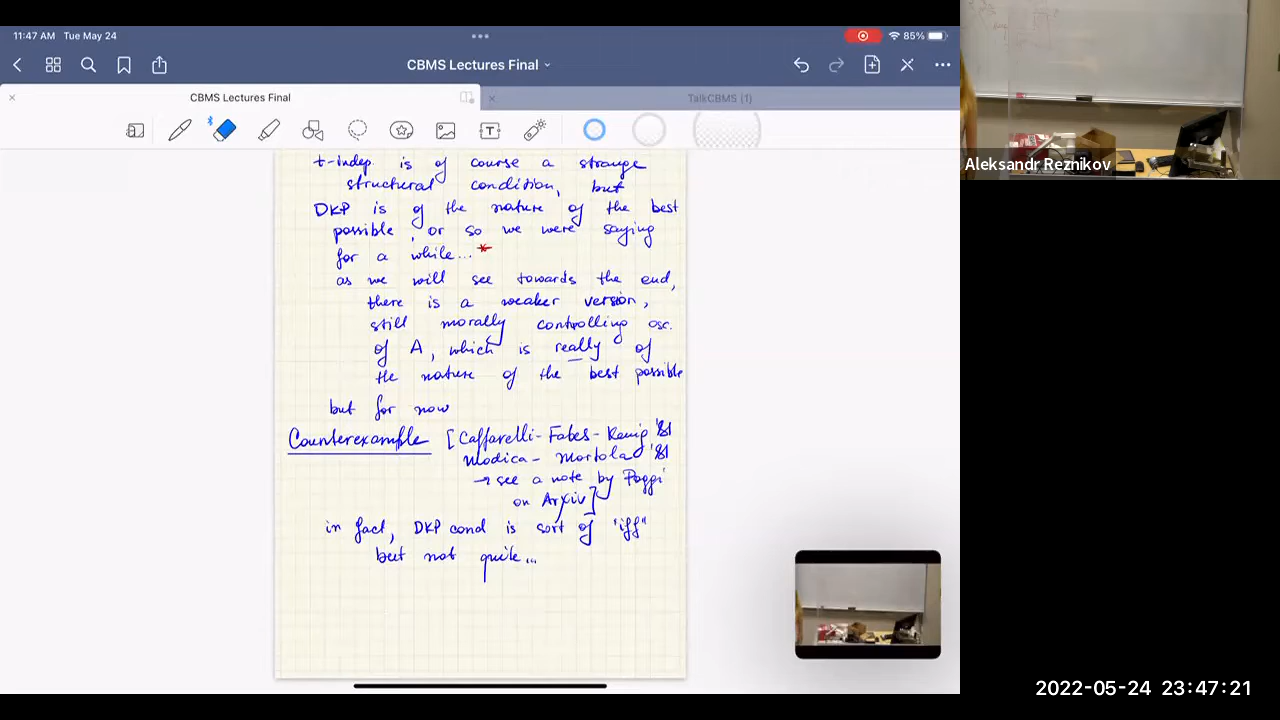 11:47 AM Tue May 24
85%
CBMS Lectures Final
CBMS Lectures Final
TalkCBMS (1)
t-indep. is of course a strange
structural condition, but
DKP is of the nature of the best
possible, or so we were saying
for a while... *
as we will see towards the end,
there is a weaker version,
still morally controlling osc.
of A, which is really of
the nature of the best possible
but for now
Counterexample [Caffarelli-Fabes-Kenig '81
Modica-Mortola '81
→ see a note by Poggi
on ArXiv]
in fact, DKP cond is sort of "iff"
but not quite...
Aleksandr Reznikov
2022-05-24 23:47:21